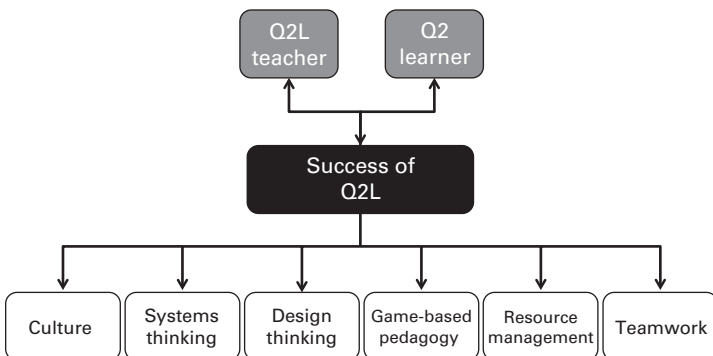 Q2L
teacher
Q2
learner
Success of
Q2L
Culture
Systems
thinking
Design
thinking
Game-based
pedagogy
Resource
management
Teamwork